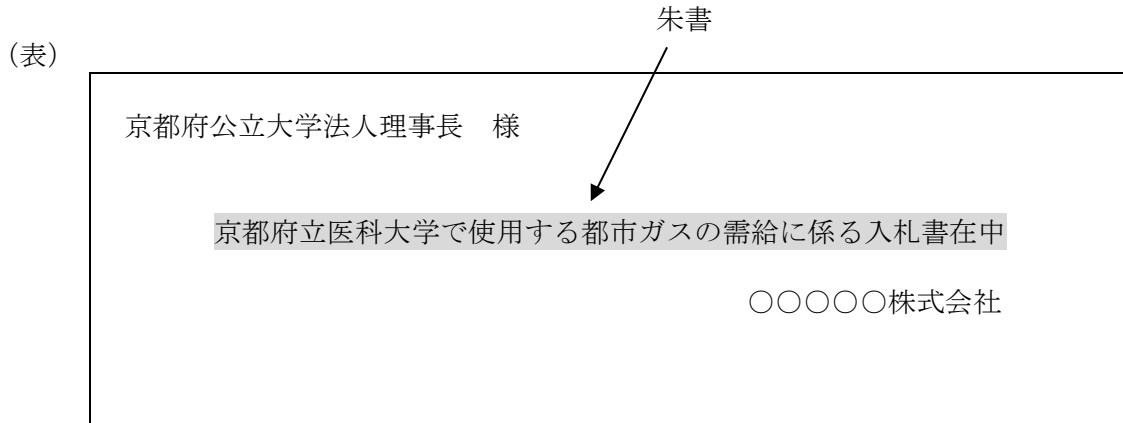 朱書
（表）
京都府公立大学法人理事長　様
京都府立医科大学で使用する都市ガスの需給に係る入札書在中
○○○○○株式会社